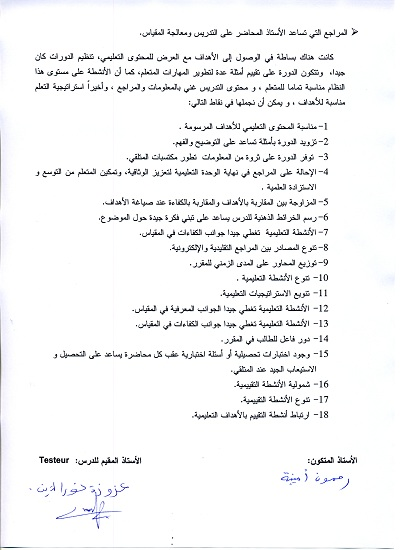 ➢ المراجع التي تساعد الأستاذ المحاضر على التدريس ومعالجة المقياس.
كانت هناك بساطة في الوصول إلى الأهداف مع العرض للمحتوى التعليمي، تنظيم الدورات كان
جيدا، وتتكون الدورة على تقييم أمثلة عدة لتطوير المهارات المتعلم، كما أن الأنشطة على مستوى هذا
النظام مناسبة تماما للمتعلم ، و محتوى التدريس الغني بالمعلومات والمراجع ، وأخيراً استراتيجية التعلم
مناسبة للأهداف ، و يمكن أن نجملها في نقاط التالي:
1- مناسبة المحتوى التعليمي للأهداف المرسومة .
2- تزويد الدورة بأمثلة تساعد على التوضيح والفهم.
3- توفر الدورة على ثروة من المعلومات تطور مكتسبات المتلقي.
4- الإحالة على المراجع في نهاية الوحدة التعليمية لتعزيز الوثاقية، وتمكين المتعلم من التوسع و
الاستزادة العلمية .
5- المزاوجة بين المقاربة بالأهداف والمقاربة بالكفاءة عند صياغة الأهداف.
6- رسم الخرائط الذهنية للدرس يساعد على تبني فكرة جيدة حول الموضوع.
7- الأنشطة التعليمية تغطي جيدا جوانب الكفاءات في المقياس.
8- تنوع المصادر بين المراجع التقليدية والإلكترونية.
9- توزيع المحاور على المدى الزمني للمقرر.
10- تنوع الأنشطة التعليمية .
11- تنويع الاستراتيجيات التعليمية.
12- الأنشطة التعليمية تغطي جيدا الجوانب المعرفية في المقياس.
13- الأنشطة التعليمية تغطي جيدا جوانب الكفاءات في المقياس.
14- دور فاعل للطالب في المقرر.
15- وجود اختبارات تحصيلية أو أسئلة اختبارية عقب كل محاضرة يساعد على التحصيل و
الاستيعاب الجيد عند المتلقي.
16- شمولية الأنشطة التقييمية.
17- تنوع الأنشطة التقييمية.
18- ارتباط أنشطة التقييم بالأهداف التعليمية.
الأستاذ المتكون: الأستاذ المقيم للدرس: Testeur
رحمون أمينة عزوزة نورالدين